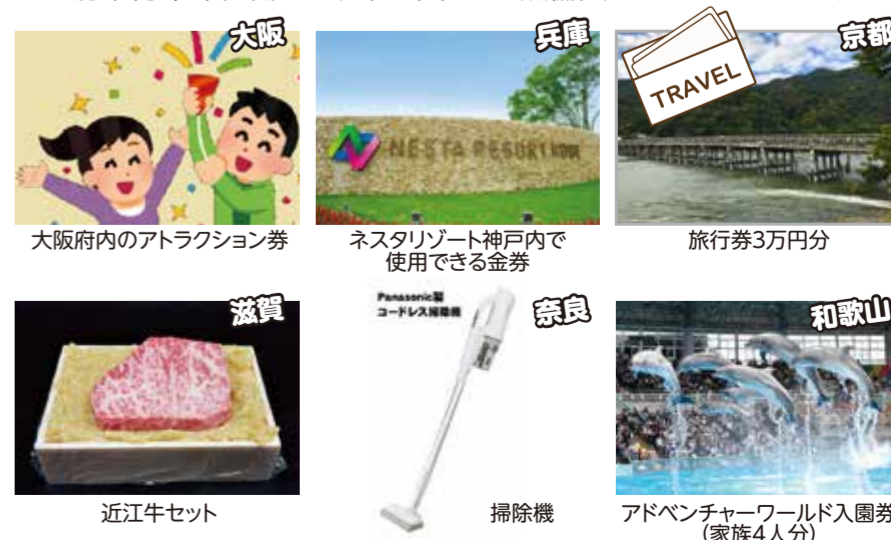 大阪
兵庫
京都
TRAVEL
NESTA RESORT KOBE
大阪府内のアトラクション券
ネスタリゾート神戸内で
使用できる金券
旅行券3万円分
滋賀
Panasonic製
コードレス掃除機
奈良
和歌山
近江牛セット
掃除機
アドベンチャーワールド入園券
(家族4人分)